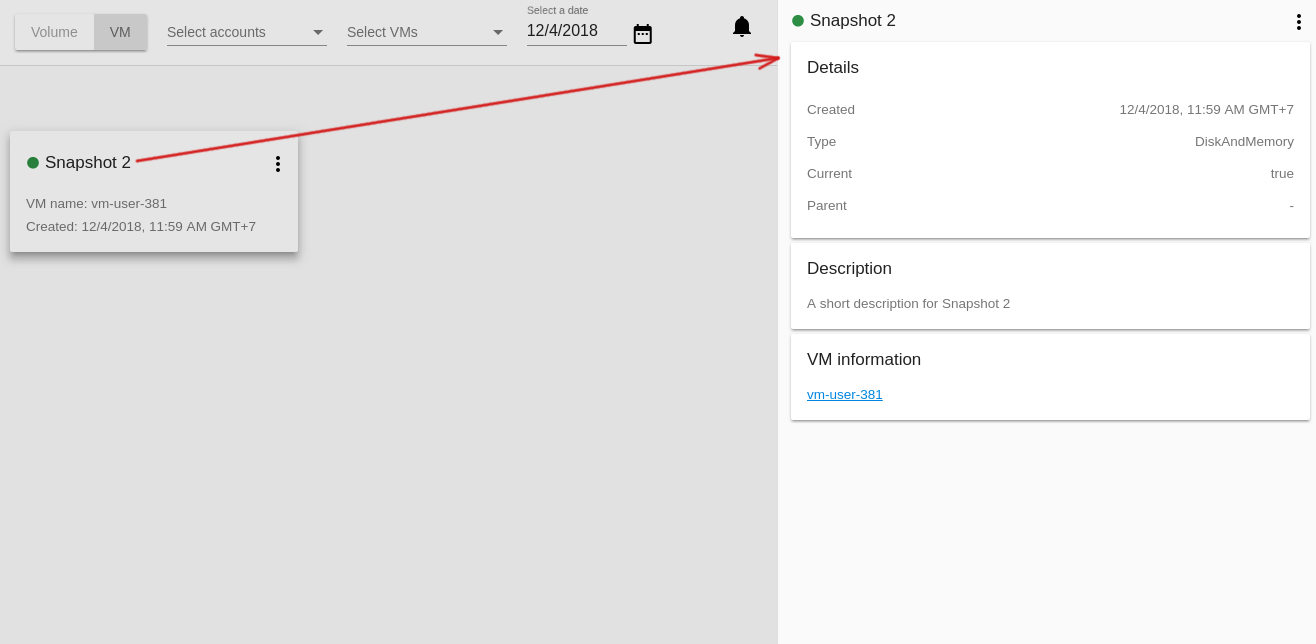 Volume
VM
Select accounts
Select VMs
Select a date
12/4/2018
Snapshot 2
VM name: vm-user-381
Created: 12/4/2018, 11:59 AM GMT+7
Snapshot 2
Details
Created 12/4/2018, 11:59 AM GMT+7
Type DiskAndMemory
Current true
Parent -
Description
A short description for Snapshot 2
VM information
vm-user-381